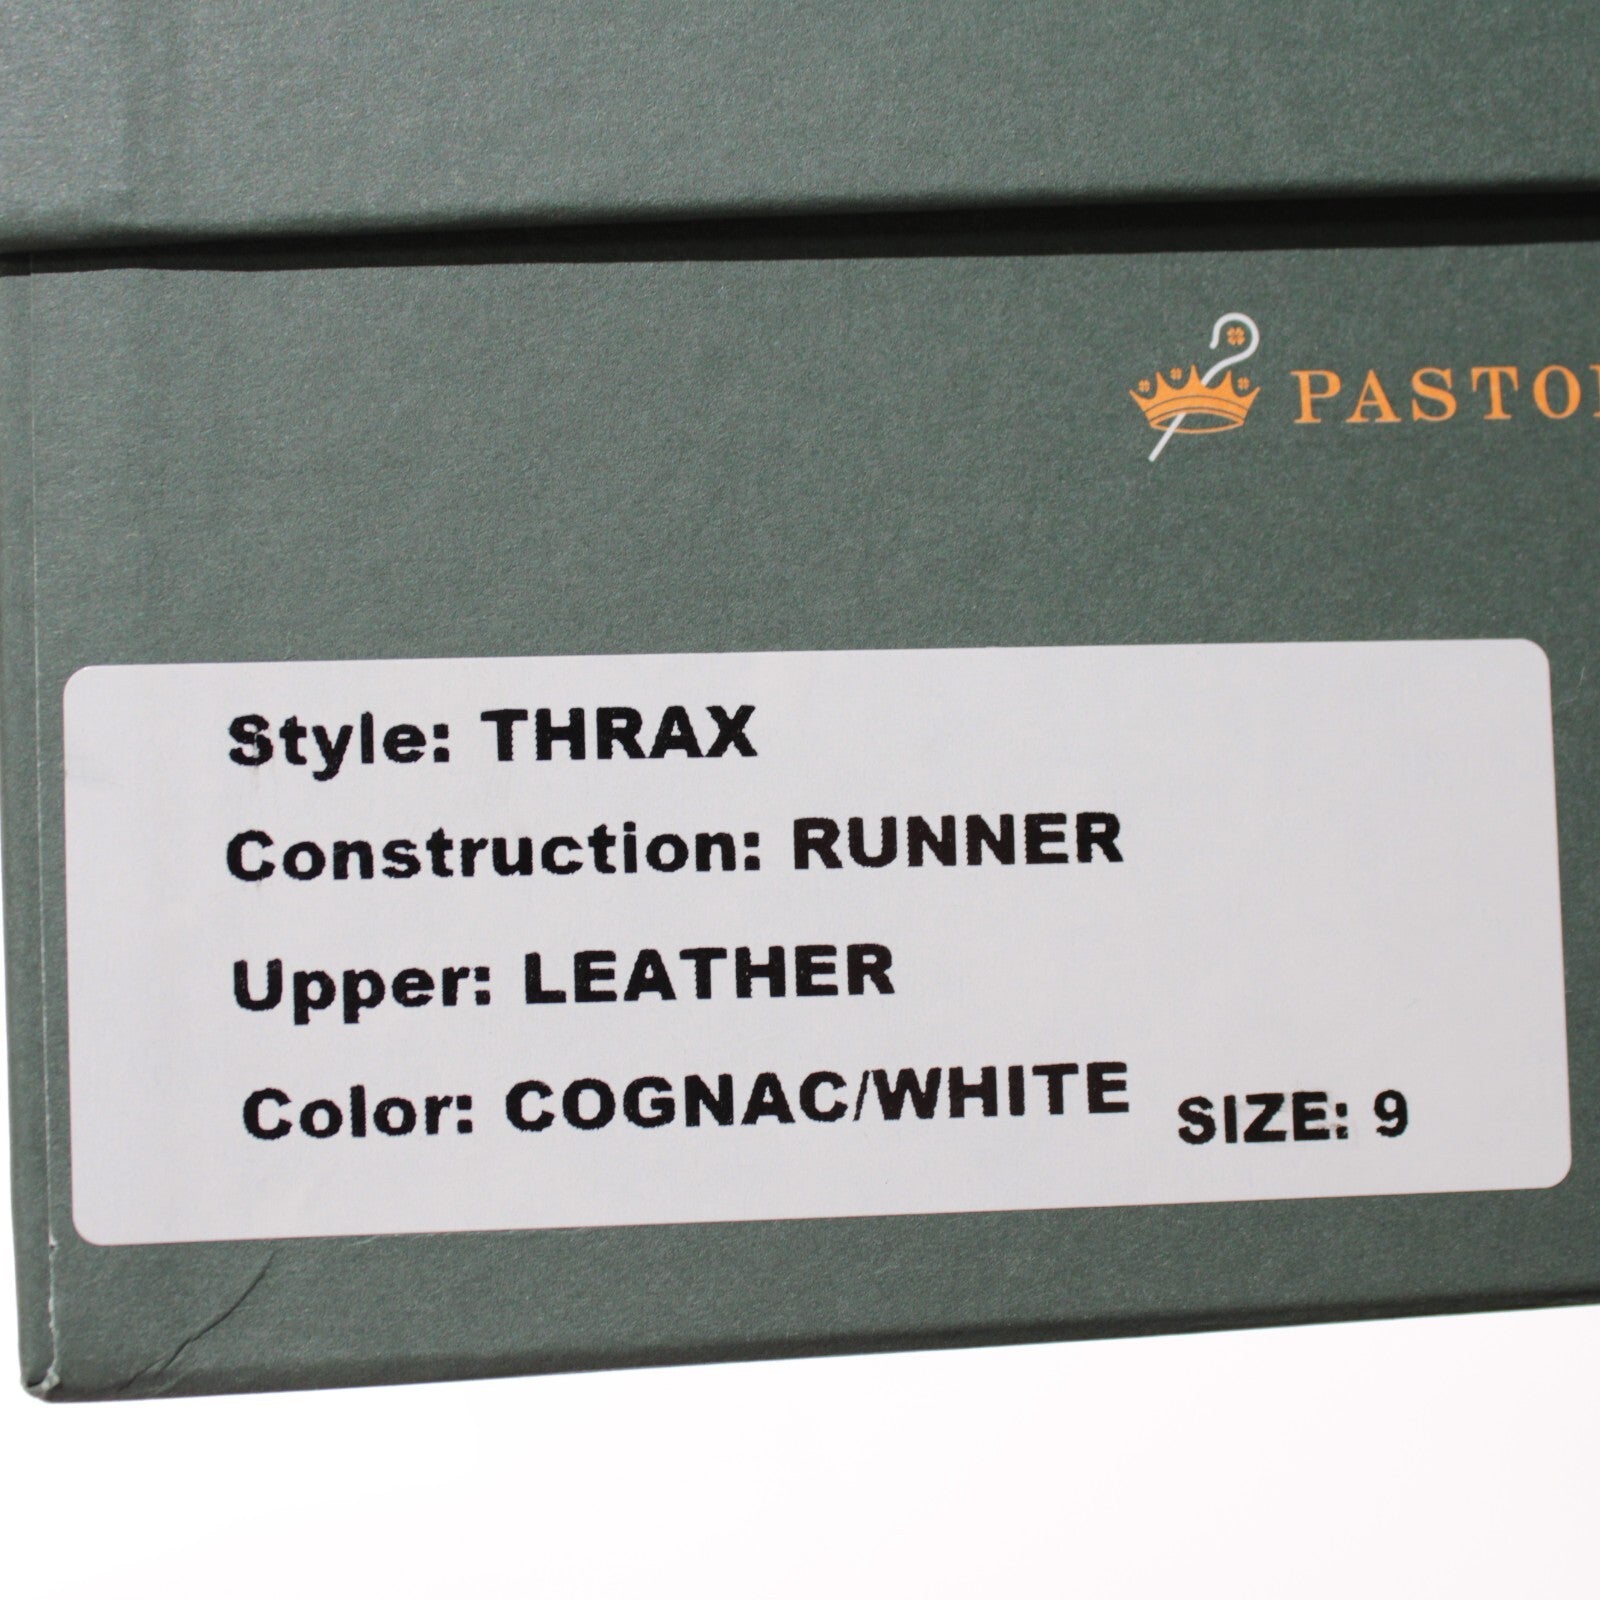 PASTO
Style: THRAX
Construction: RUNNER
Upper: LEATHER
Color: COGNAC/WHITE SIZE: 9